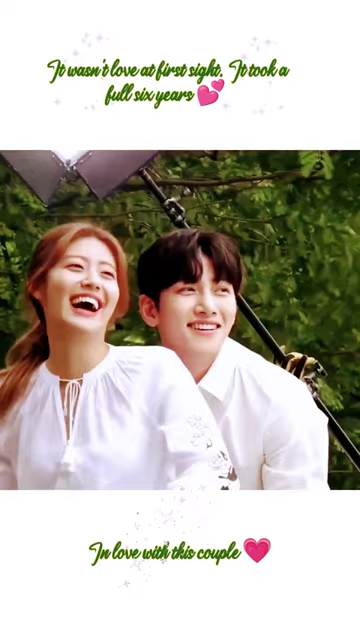 It wasn't love at first sight. It took a
full six years 💕
In love with this couple 💗